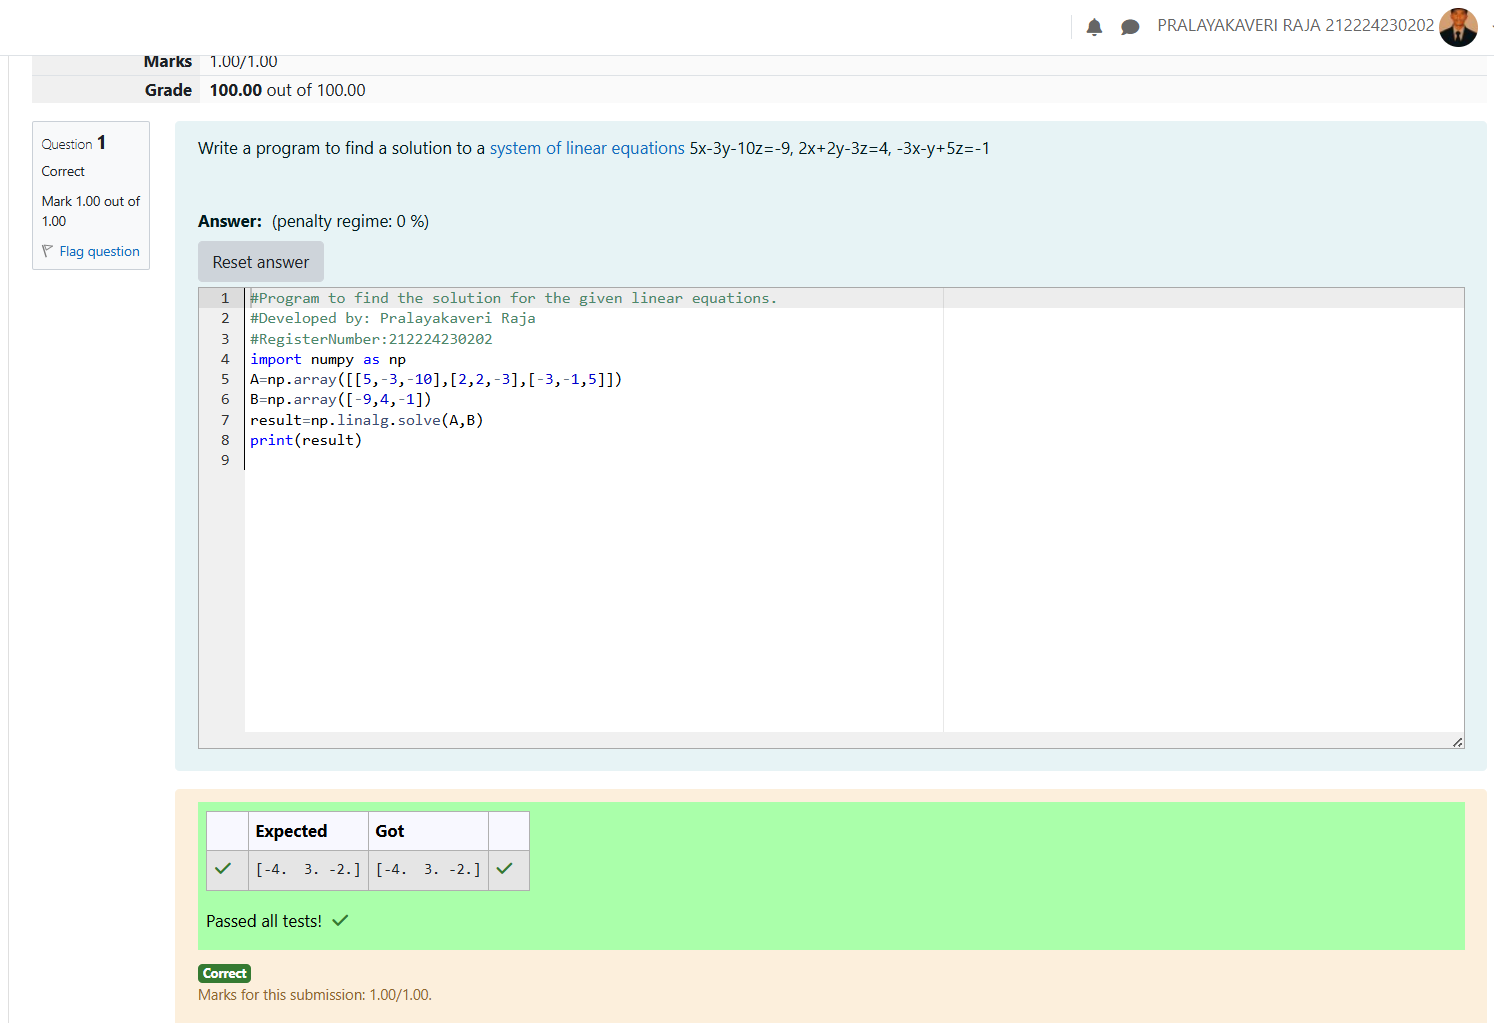 PRALAYAKAVERI RAJA 212224230202
Marks 1.00/1.00
Grade 100.00 out of 100.00
Question 1
Correct
Mark 1.00 out of
1.00
Flag question
Write a program to find a solution to a system of linear equations 5x-3y-10z=-9, 2x+2y-3z=4, -3x-y+5z=-1
Answer: (penalty regime: 0 %)
Reset answer
1 #Program to find the solution for the given linear equations.
2 #Developed by: Pralayakaveri Raja
3 #RegisterNumber:212224230202
4 import numpy as np
5 A=np.array([[5,-3,-10],[2,2,-3],[-3,-1,5]])
6 B=np.array([-9,4,-1])
7 result=np.linalg.solve(A,B)
8 print(result)
9
Expected Got
[-4.  3. -2.] [-4.  3. -2.]
Passed all tests!
Correct
Marks for this submission: 1.00/1.00.